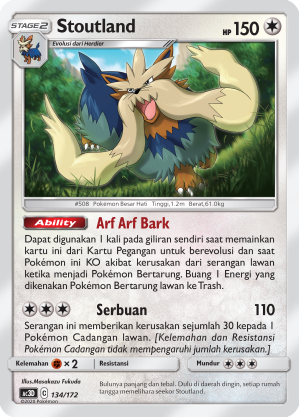 STAGE2 Stoutland HP 150
Evolusi dari Herdier
#508 Pokémon Besar Hati Tinggi,1.2m Berat,61.0kg
Ability Arf Arf Bark
Dapat digunakan 1 kali pada giliran sendiri saat memainkan
kartu ini dari Kartu Pegangan untuk berevolusi dan saat
Pokémon ini KO akibat kerusakan dari serangan lawan
ketika menjadi Pokémon Bertarung. Buang 1 Energi yang
dikenakan Pokémon Bertarung lawan ke Trash.
Serbuan 110
Serangan ini memberikan kerusakan sejumlah 30 kepada 1
Pokémon Cadangan lawan. [Kelemahan dan Resistansi
Pokémon Cadangan tidak mempengaruhi jumlah kerusakan.]
Kelemahan × 2 Resistansi Mundur
Illus.Masakazu Fukuda
C 134/172
Bulunya panjang dan tebal. Dulu di daerah dingin, setiap rumah
tangga memelihara seekor Stoutland.